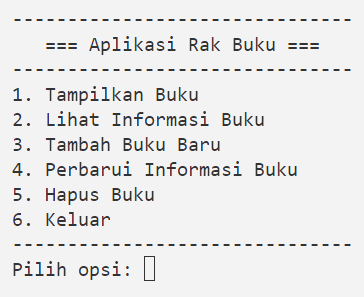 -------------------------------
=== Aplikasi Rak Buku ===
-------------------------------
1. Tampilkan Buku
2. Lihat Informasi Buku
3. Tambah Buku Baru
4. Perbarui Informasi Buku
5. Hapus Buku
6. Keluar
-------------------------------
Pilih opsi: